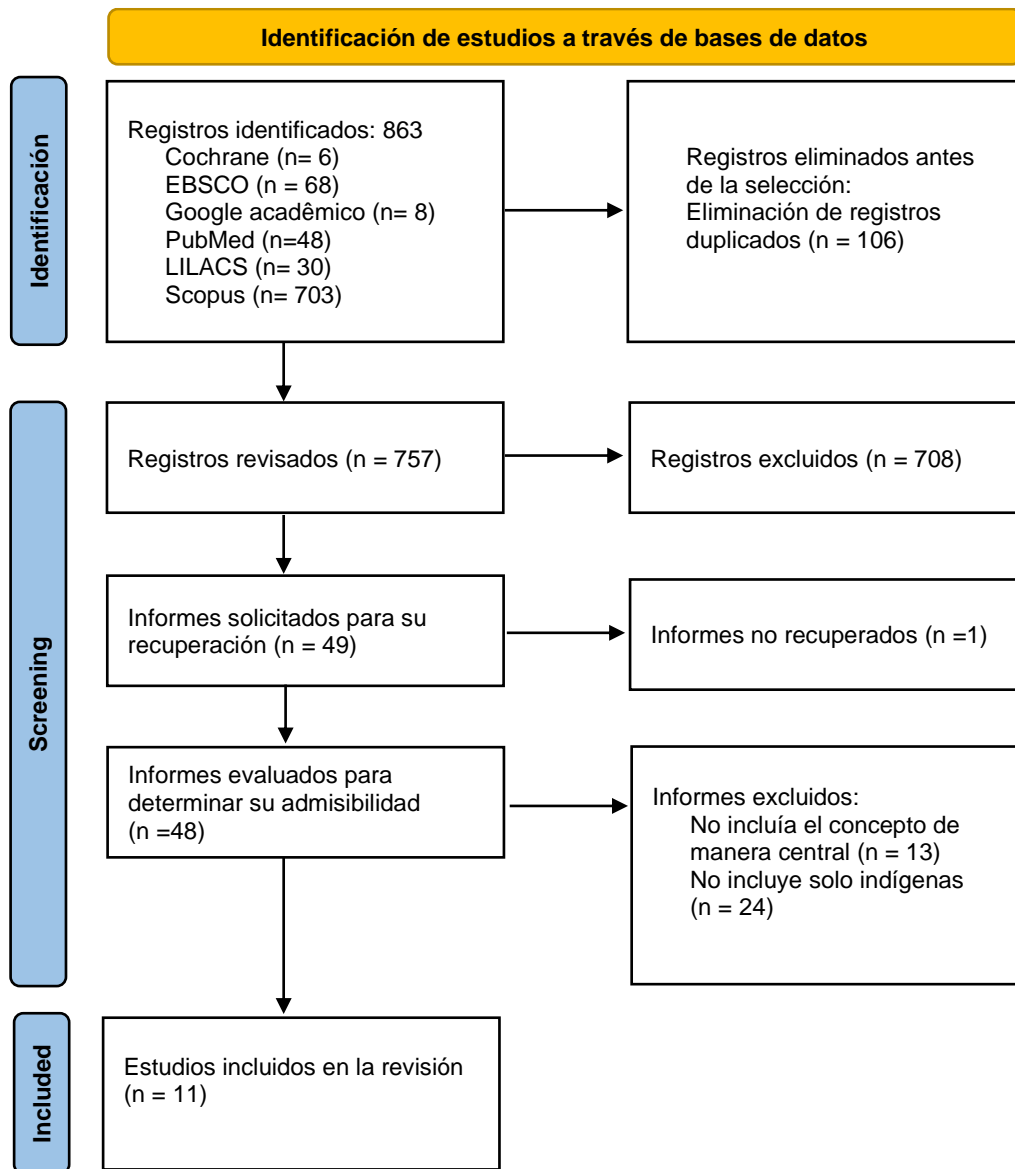 Identificación de estudios a través de bases de datos
Identificación
Registros identificados: 863
Cochrane (n= 6)
EBSCO (n = 68)
Google acadêmico (n= 8)
PubMed (n=48)
LILACS (n= 30)
Scopus (n= 703)
Registros eliminados antes
de la selección:
Eliminación de registros
duplicados (n = 106)
Screening
Registros revisados (n = 757)
Registros excluidos (n = 708)
Informes solicitados para su
recuperación (n = 49)
Informes no recuperados (n =1)
Informes evaluados para
determinar su admisibilidad
(n =48)
Informes excluidos:
No incluía el concepto de
manera central (n = 13)
No incluye solo indígenas
(n = 24)
Included
Estudios incluidos en la revisión
(n = 11)